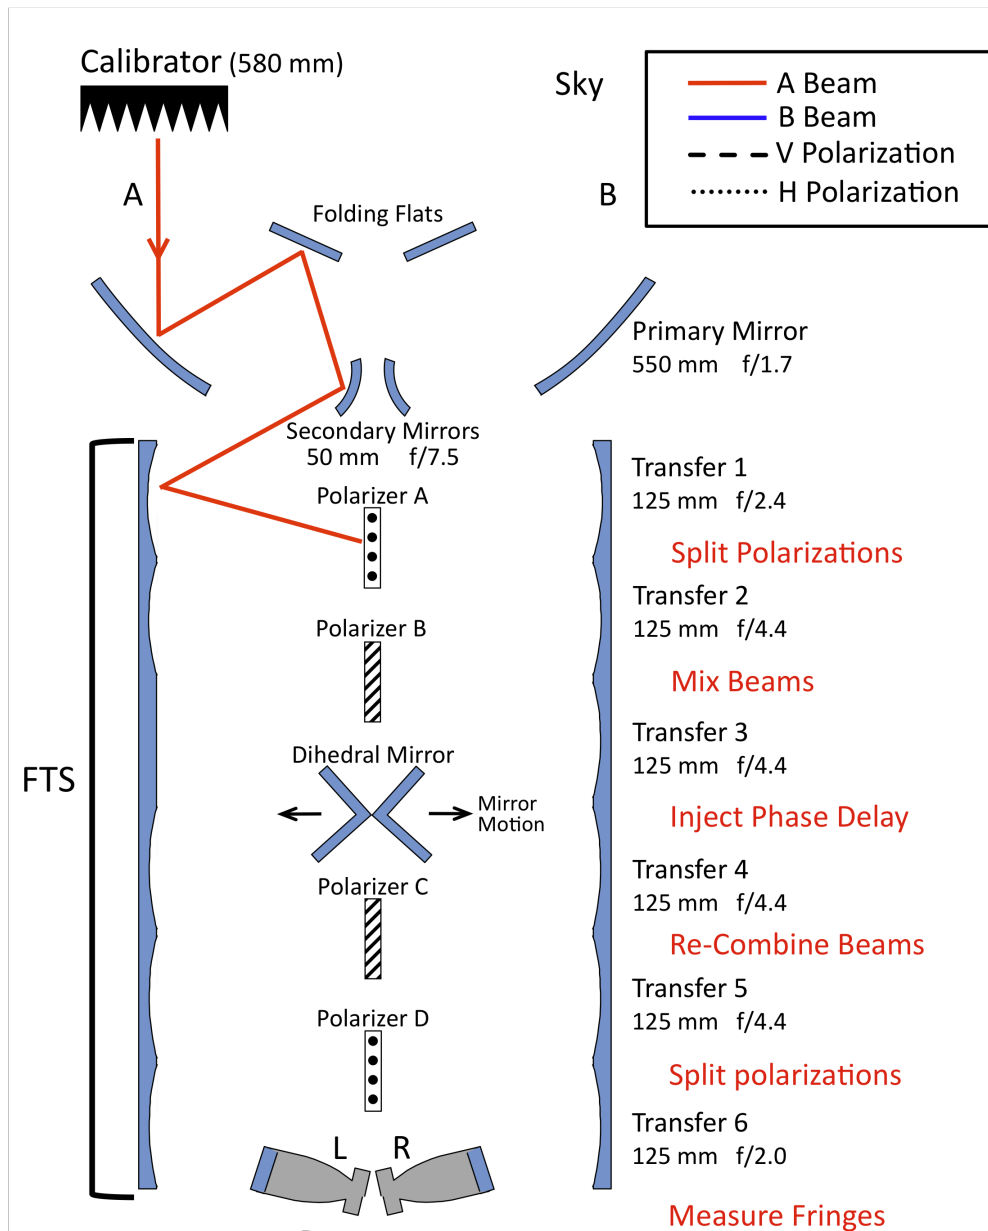 Calibrator (580 mm)
Sky
A Beam
B Beam
V Polarization
H Polarization
A
B
Folding Flats
Primary Mirror
550 mm f/1.7
Secondary Mirrors
50 mm f/7.5
Transfer 1
125 mm f/2.4
Polarizer A
Split Polarizations
Transfer 2
125 mm f/4.4
Polarizer B
Mix Beams
Transfer 3
125 mm f/4.4
Dihedral Mirror
FTS
Mirror
Motion
Inject Phase Delay
Transfer 4
125 mm f/4.4
Polarizer C
Re-Combine Beams
Transfer 5
125 mm f/4.4
Polarizer D
Split polarizations
Transfer 6
125 mm f/2.0
L
R
Measure Fringes